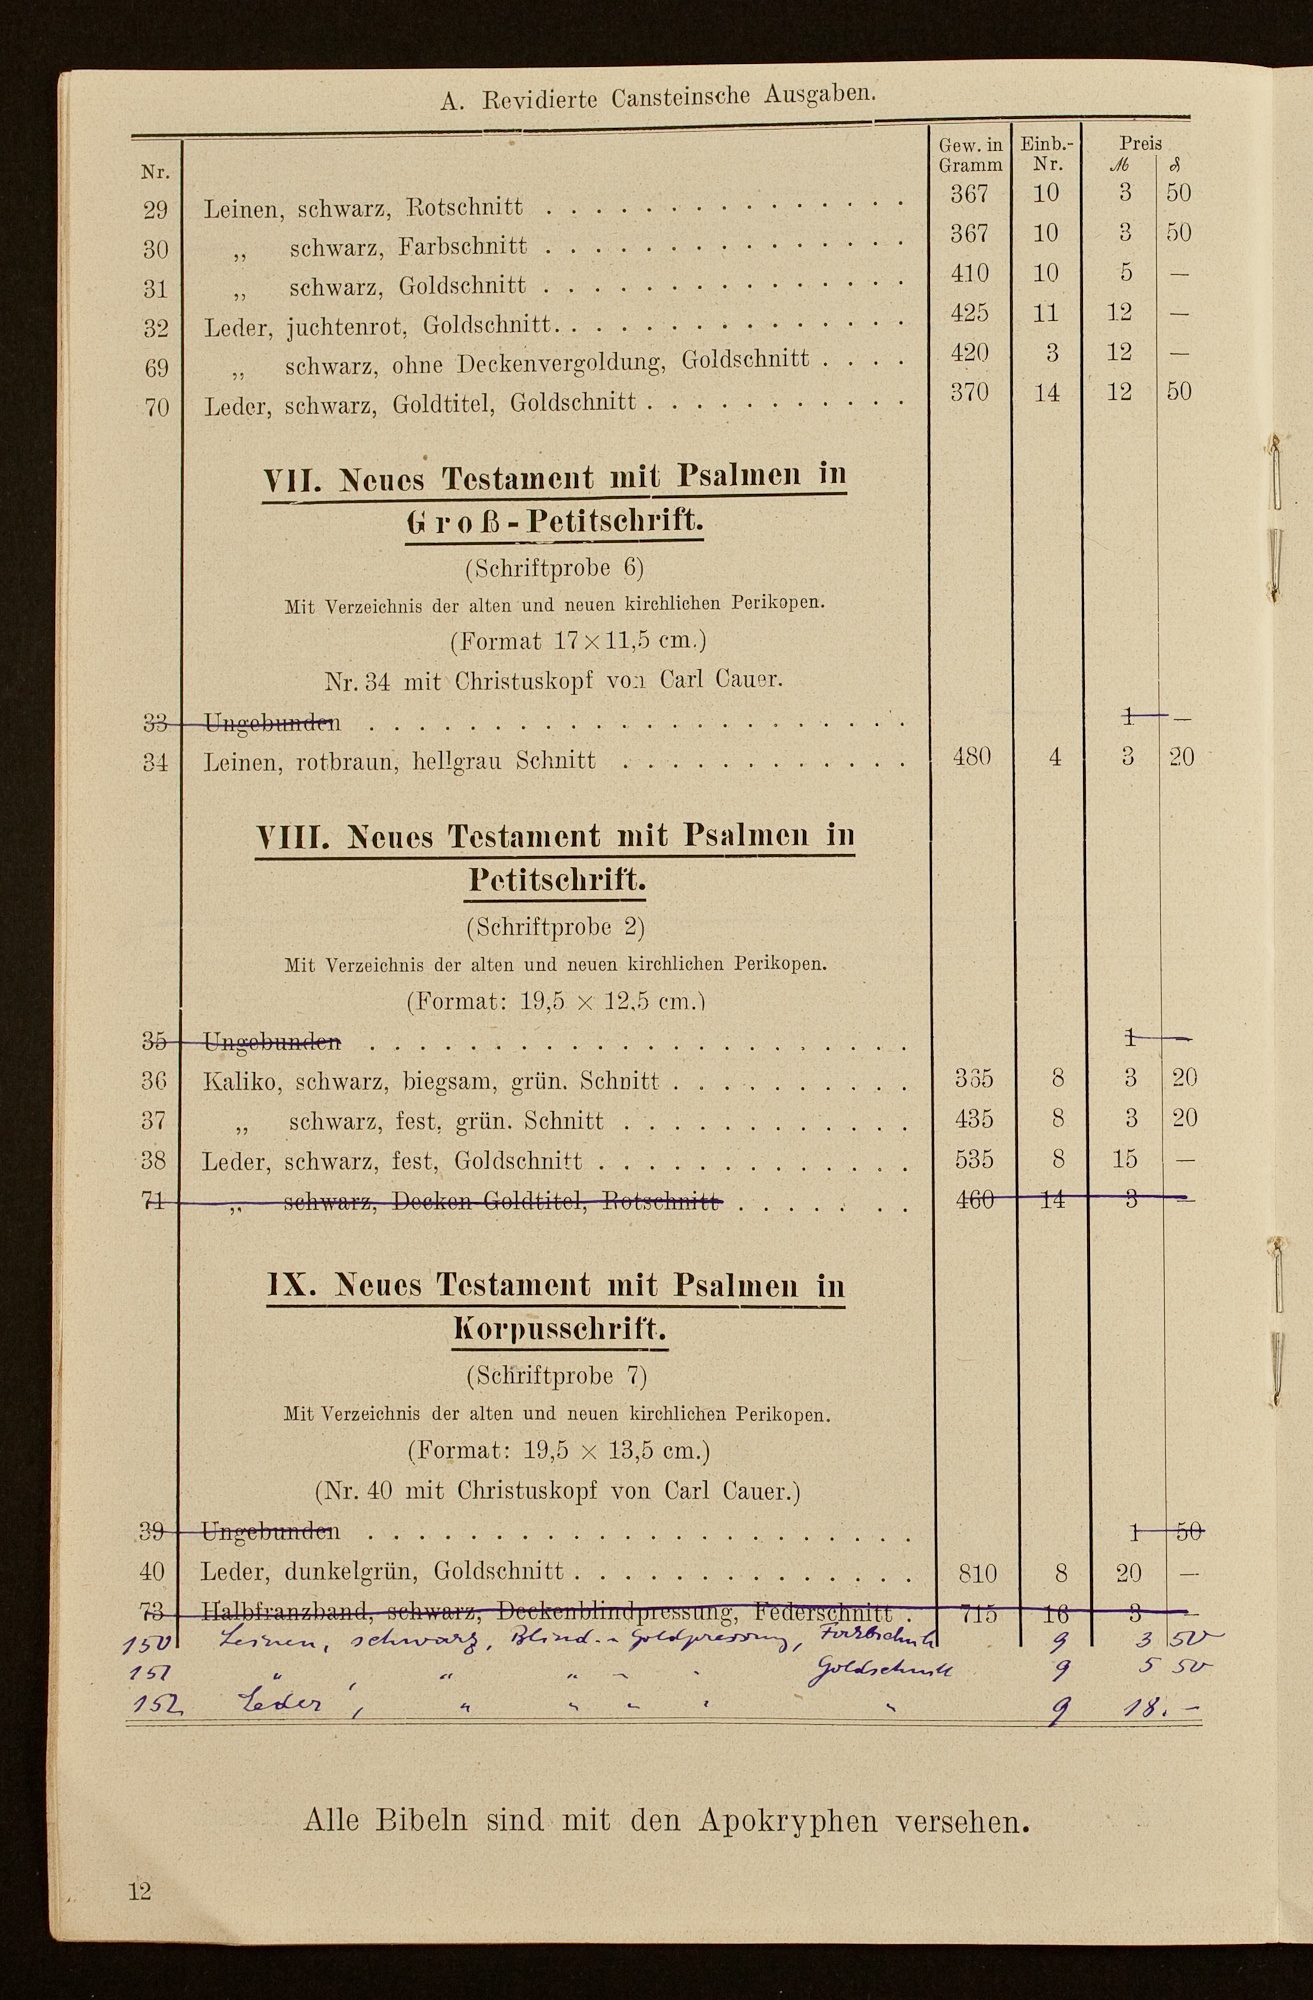 A. Revidierte Cansteinsche Ausgaben.
Nr. Gew. in Gramm Einb.-Nr. Preis ℳ ₰
29 Leinen, schwarz, Rotschnitt . . . . . . . . . . . . . . . 367 10 3 50
30 „ schwarz, Farbschnitt . . . . . . . . . . . . . . . 367 10 3 50
31 „ schwarz, Goldschnitt . . . . . . . . . . . . . . . 410 10 5 —
32 Leder, juchtenrot, Goldschnitt. . . . . . . . . . . . . . . 425 11 12 —
69 „ schwarz, ohne Deckenvergoldung, Goldschnitt . . . . 420 3 12 —
70 Leder, schwarz, Goldtitel, Goldschnitt . . . . . . . . . . . 370 14 12 50
VII. Neues Testament mit Psalmen in
Groß-Petitschrift.
(Schriftprobe 6)
Mit Verzeichnis der alten und neuen kirchlichen Perikopen.
(Format 17×11,5 cm.)
Nr. 34 mit Christuskopf von Carl Cauer.
33 Ungebunden . . . . . . . . . . . . . . . . . . . . . . 1 —
34 Leinen, rotbraun, hellgrau Schnitt . . . . . . . . . . . . 480 4 3 20
VIII. Neues Testament mit Psalmen in
Petitschrift.
(Schriftprobe 2)
Mit Verzeichnis der alten und neuen kirchlichen Perikopen.
(Format: 19,5 × 12,5 cm.)
35 Ungebunden . . . . . . . . . . . . . . . . . . . . . . 1 —
36 Kaliko, schwarz, biegsam, grün. Schnitt . . . . . . . . . . 365 8 3 20
37 „ schwarz, fest, grün. Schnitt . . . . . . . . . . . . 435 8 3 20
38 Leder, schwarz, fest, Goldschnitt . . . . . . . . . . . . . 535 8 15 —
71 „ schwarz, Decken-Goldtitel, Rotschnitt . . . . . . . 460 14 3 —
IX. Neues Testament mit Psalmen in
Korpusschrift.
(Schriftprobe 7)
Mit Verzeichnis der alten und neuen kirchlichen Perikopen.
(Format: 19,5 × 13,5 cm.)
(Nr. 40 mit Christuskopf von Carl Cauer.)
39 Ungebunden . . . . . . . . . . . . . . . . . . . . . . 1 50
40 Leder, dunkelgrün, Goldschnitt . . . . . . . . . . . . . . 810 8 20 —
73 Halbfranzband, schwarz, Deckenblindpressung, Federschnitt . 715 16 3 —
150 Leinen, schwarz, Blind- u Goldpressung, Farbschnitt 9 3 50
151 " , " " " " Goldschnitt 9 5 50
152 Leder, " " " " " 9 18. —
Alle Bibeln sind mit den Apokryphen versehen.
12